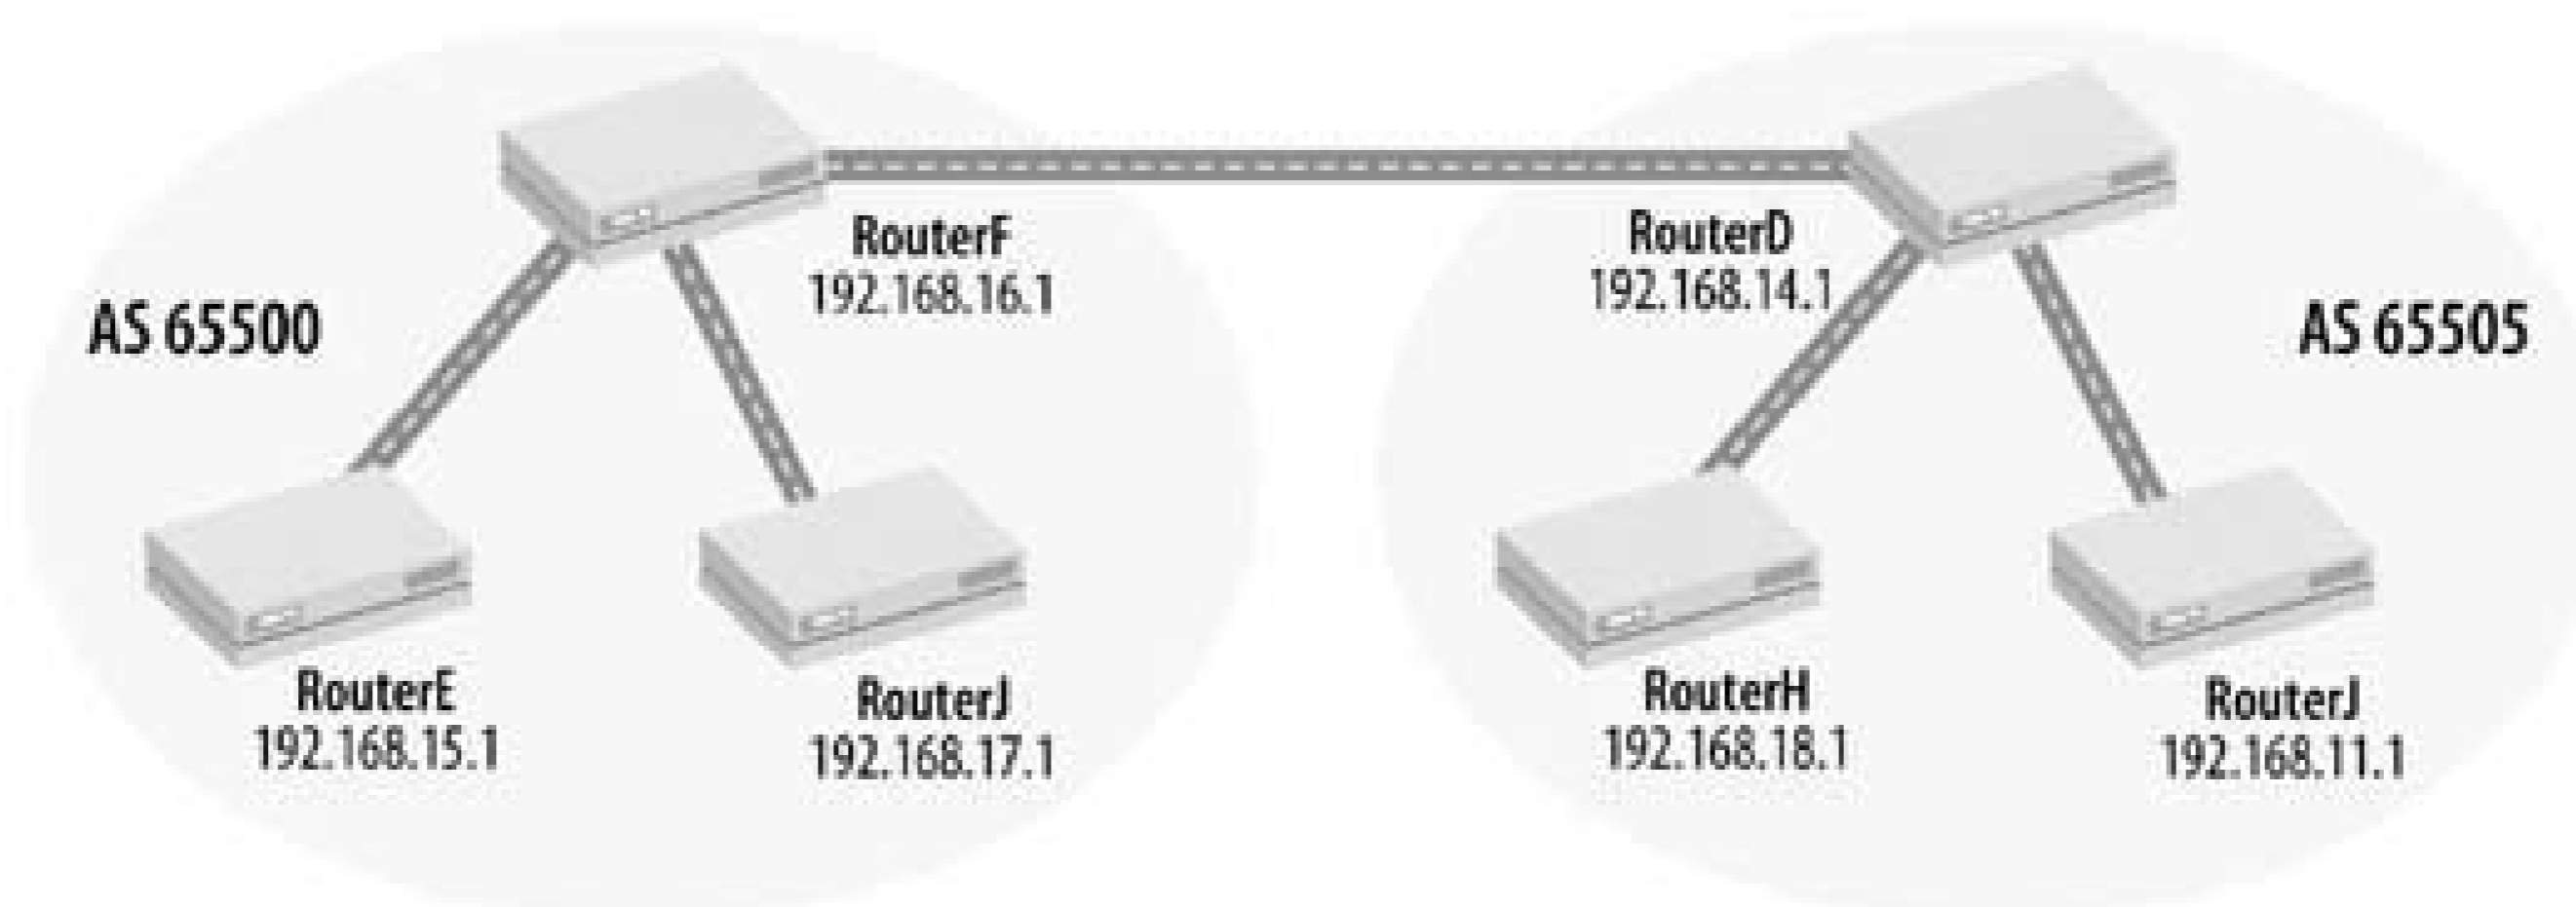 RouterF
192.168.16.1
AS 65500
RouterE
192.168.15.1
RouterJ
192.168.17.1
RouterD
192.168.14.1
AS 65505
RouterH
192.168.18.1
RouterJ
192.168.11.1